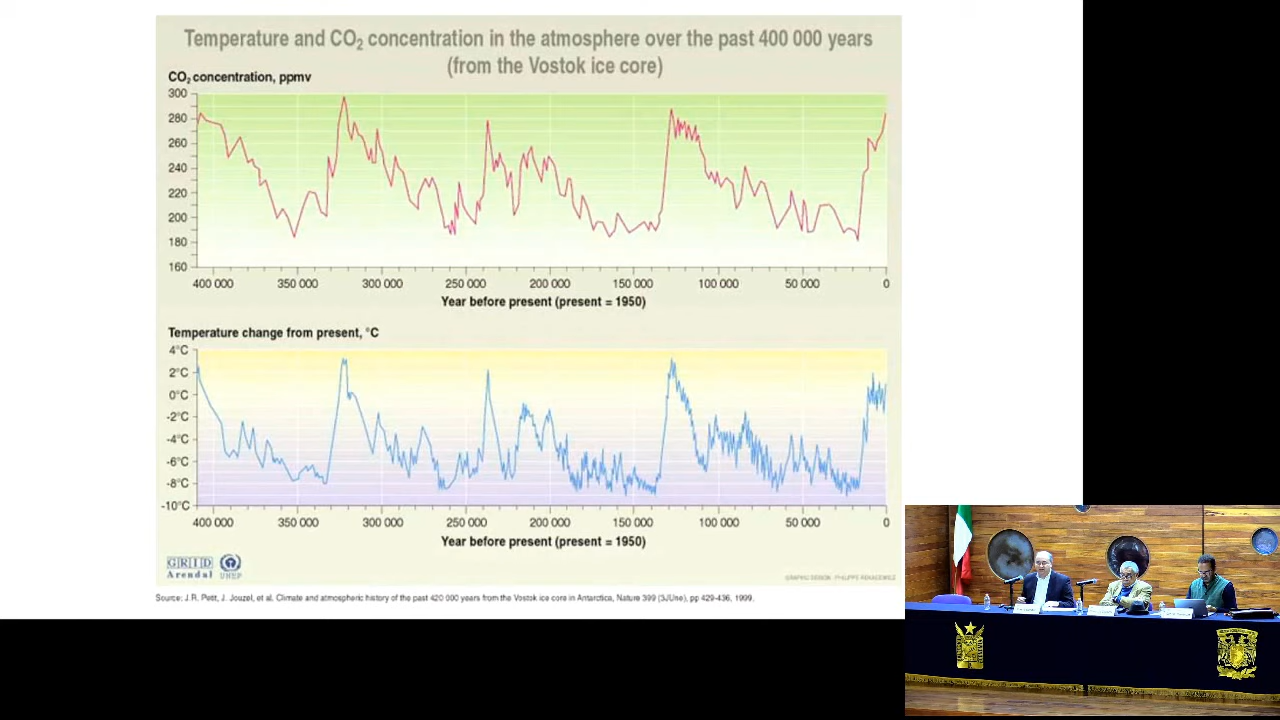 Temperature and CO₂ concentration in the atmosphere over the past 400 000 years
(from the Vostok ice core)
CO₂ concentration, ppmv
300
280
260
240
220
200
180
160
400 000 350 000 300 000 250 000 200 000 150 000 100 000 50 000 0
Year before present (present = 1950)
Temperature change from present, °C
4°C
2°C
0°C
-2°C
-4°C
-6°C
-8°C
-10°C
400 000 350 000 300 000 250 000 200 000 150 000 100 000 50 000 0
Year before present (present = 1950)
GRID
Arendal UNEP
GRAPHIC DESIGN : PHILIPPE REKACEWICZ
Source: J.R. Petit, J. Jouzel, et al. Climate and atmospheric history of the past 420 000 years from the Vostok ice core in Antarctica, Nature 399 (3JUne), pp 429-436, 1999.